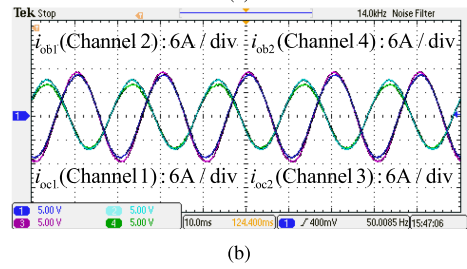 Tek Stop 14.0kHz Noise Filter
i_ob1(Channel 2) : 6A / div i_ob2(Channel 4) : 6A / div
1
i_oc1(Channel 1) : 6A / div i_oc2(Channel 3) : 6A / div
1 5.00 V 2 5.00 V 10.0ms 124.400ms 1 400mV 50.0085 Hz 15:47:06
3 5.00 V 4 5.00 V
(b)